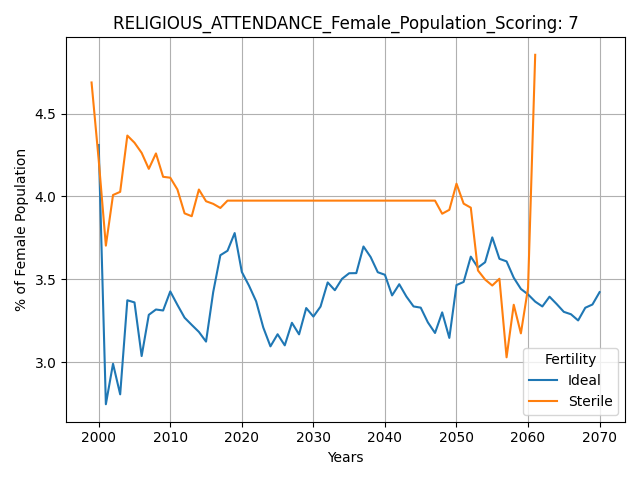 RELIGIOUS_ATTENDANCE_Female_Population_Scoring: 7
% of Female Population
4.5
4.0
3.5
3.0
Fertility
Ideal
Sterile
2000 2010 2020 2030 2040 2050 2060 2070
Years